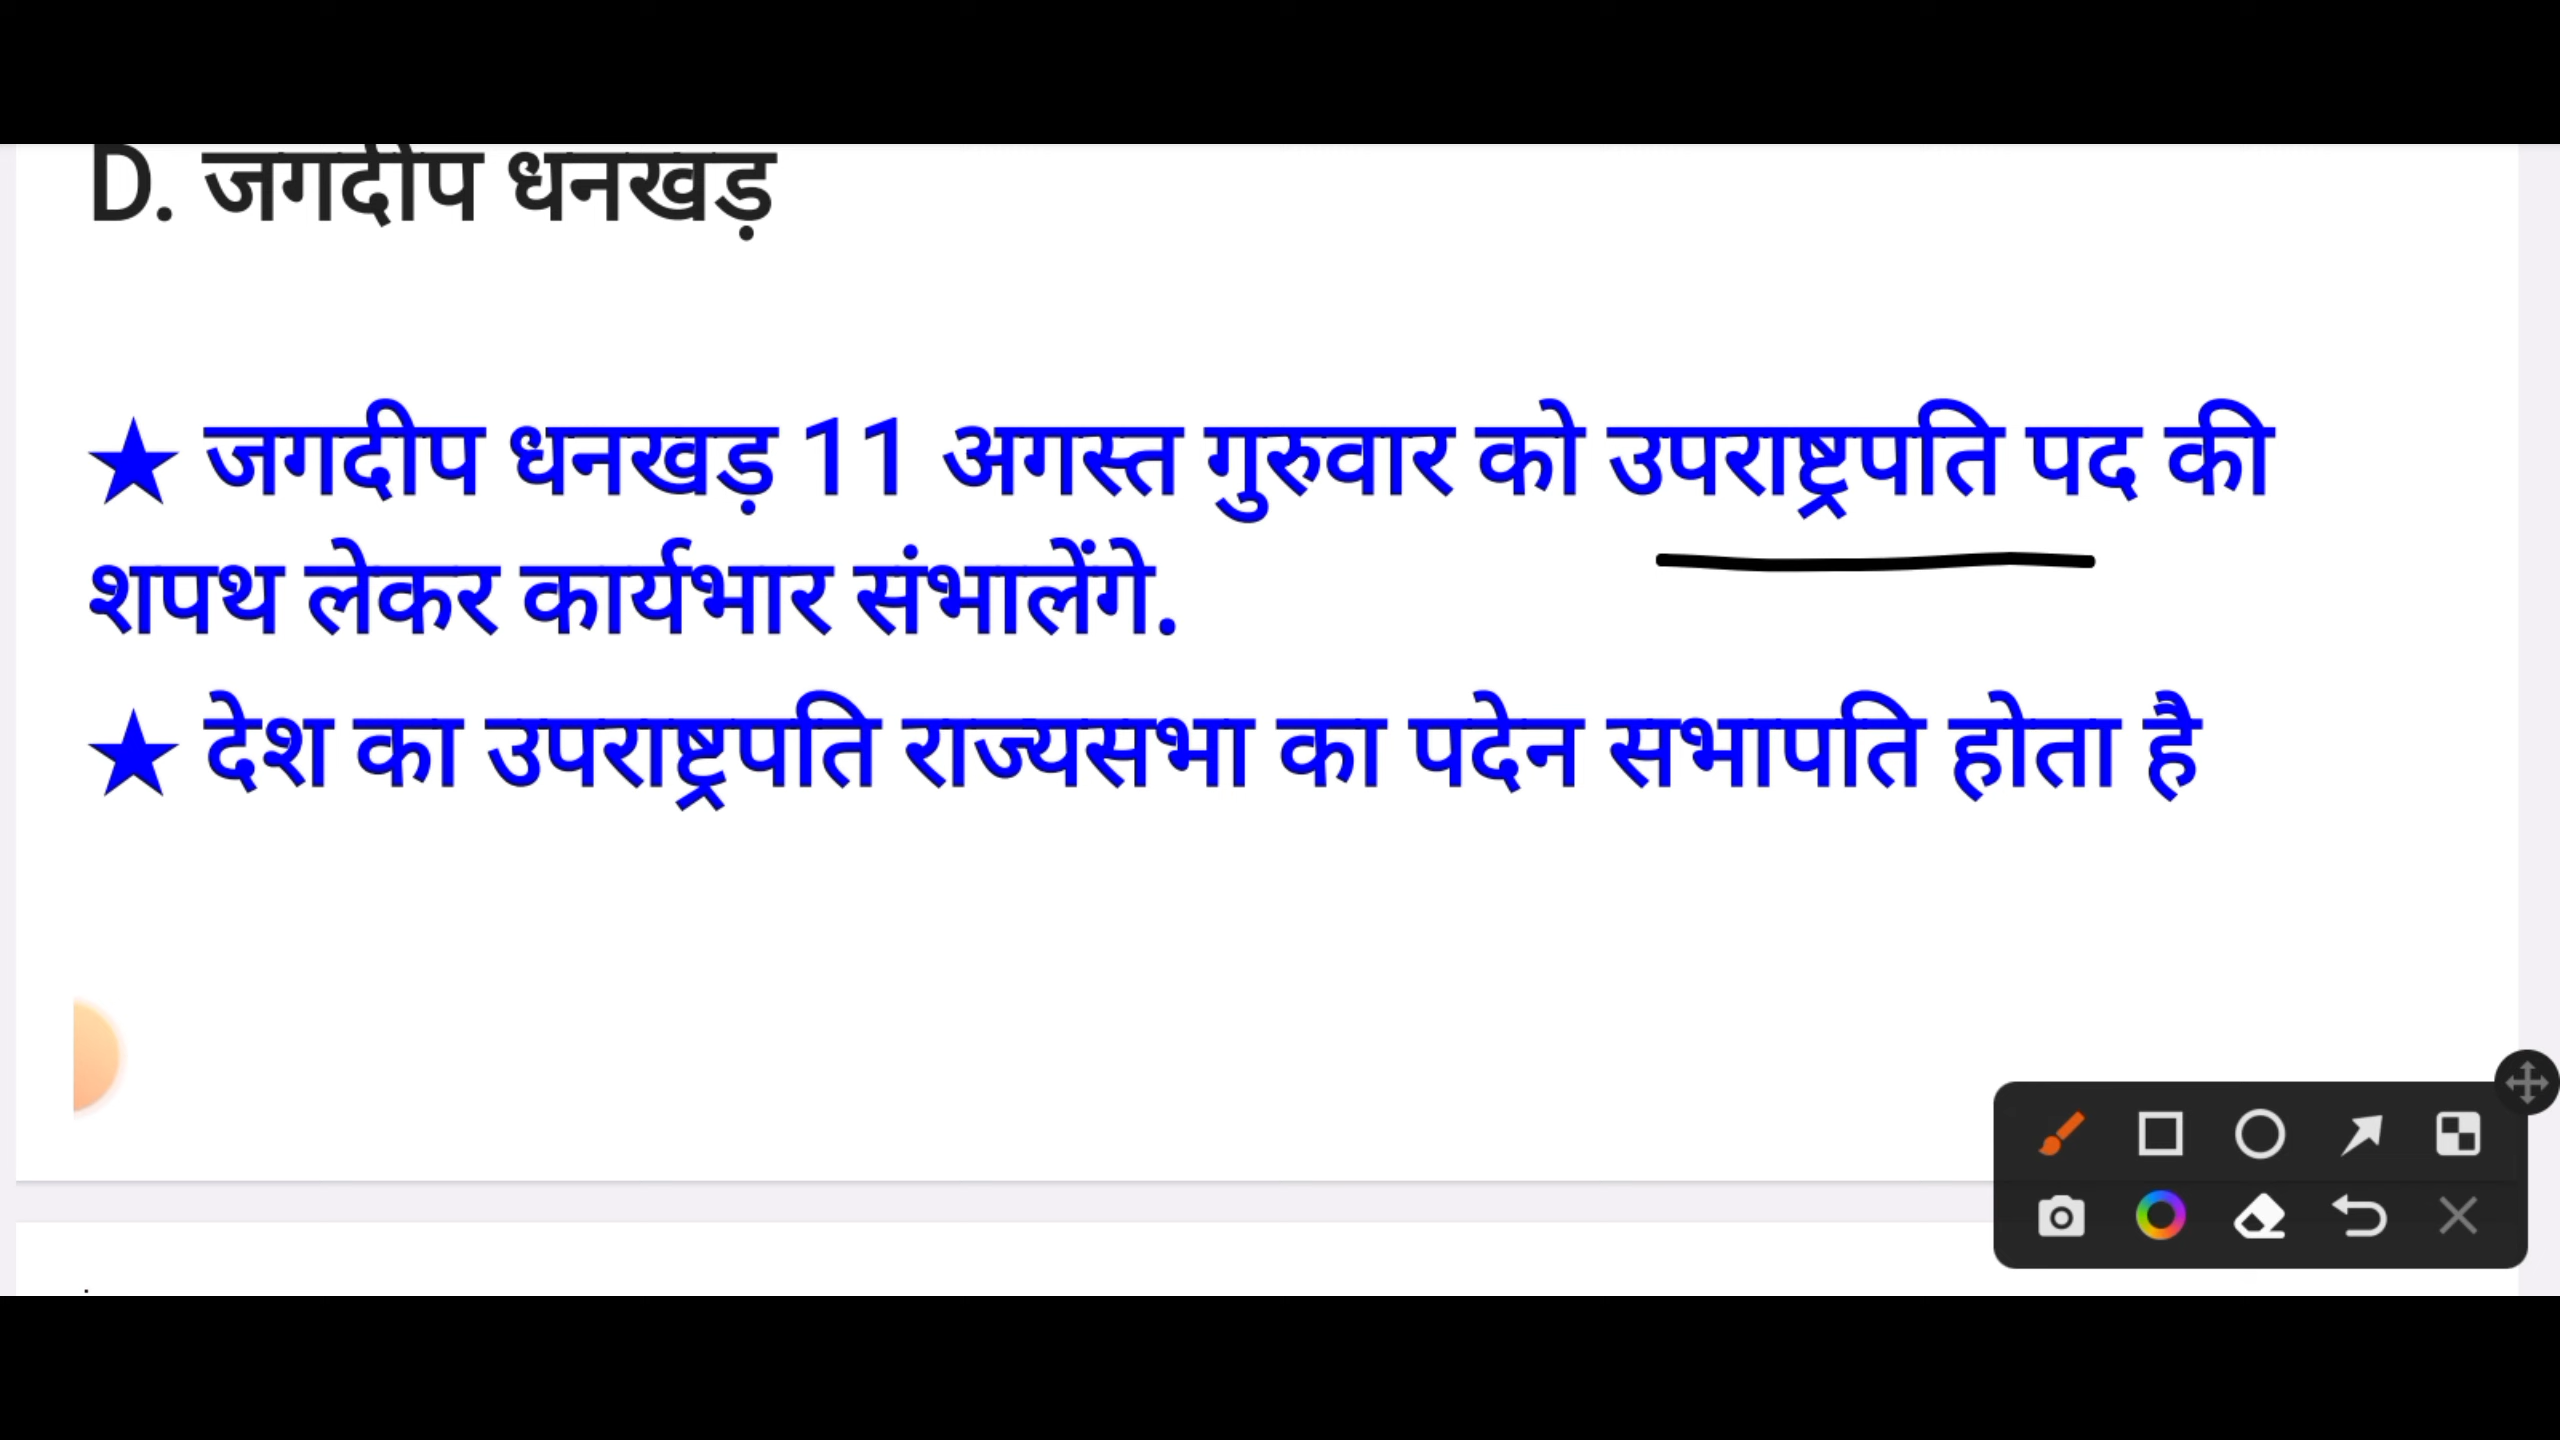 D. जगदीप धनखड़
★ जगदीप धनखड़ 11 अगस्त गुरुवार को उपराष्ट्रपति पद की
शपथ लेकर कार्यभार संभालेंगे.
★ देश का उपराष्ट्रपति राज्यसभा का पदेन सभापति होता है